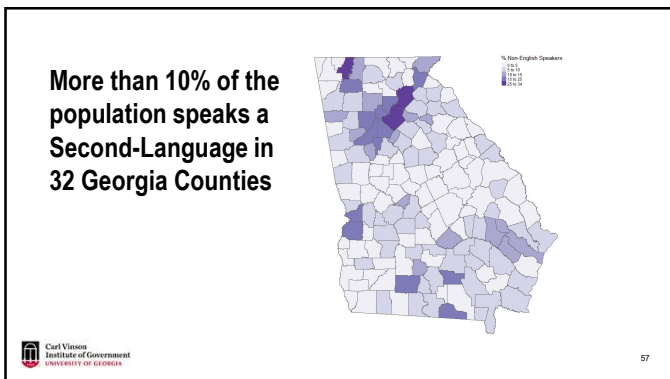 More than 10% of the
population speaks a
Second-Language in
32 Georgia Counties
% Non-English Speakers
0 to 5
5 to 10
10 to 15
15 to 25
25 to 34
Carl Vinson
Institute of Government
UNIVERSITY OF GEORGIA
57